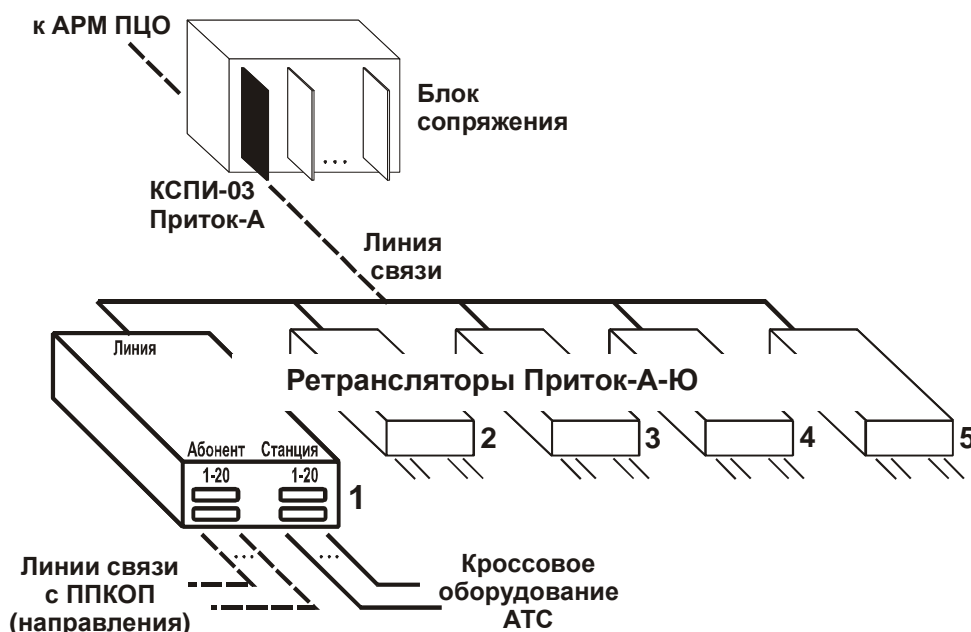 к АРМ ПЦО
Блок
сопряжения
КСПИ-03
Приток-А
Линия
связи
Линия
Ретрансляторы Приток-А-Ю
2
3
4
5
Абонент Станция
1-20 1-20
1
Линии связи
с ППКОП
(направления)
Кроссовое
оборудование
АТС